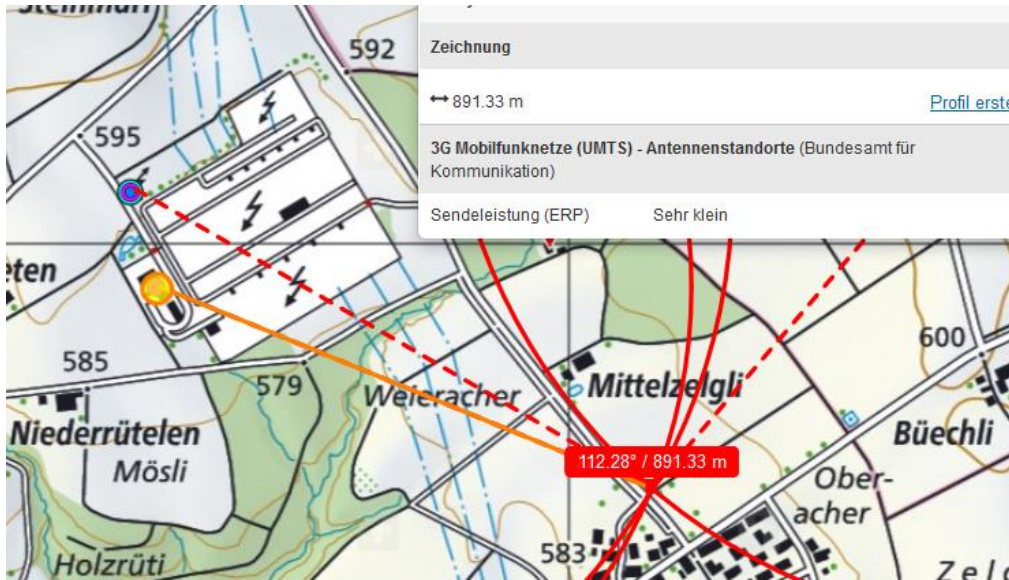 Zeichnung
↔ 891.33 m
Profil erste
3G Mobilfunknetze (UMTS) - Antennenstandorte (Bundesamt für
Kommunikation)
Sendeleistung (ERP) Sehr klein
592
595
eten
585
579
Weieracher
Mittelzelgli
600
Niederrütelen
Mösli
Büechli
112.28° / 891.33 m
Ober-
acher
583
Holzrüti
Zelg